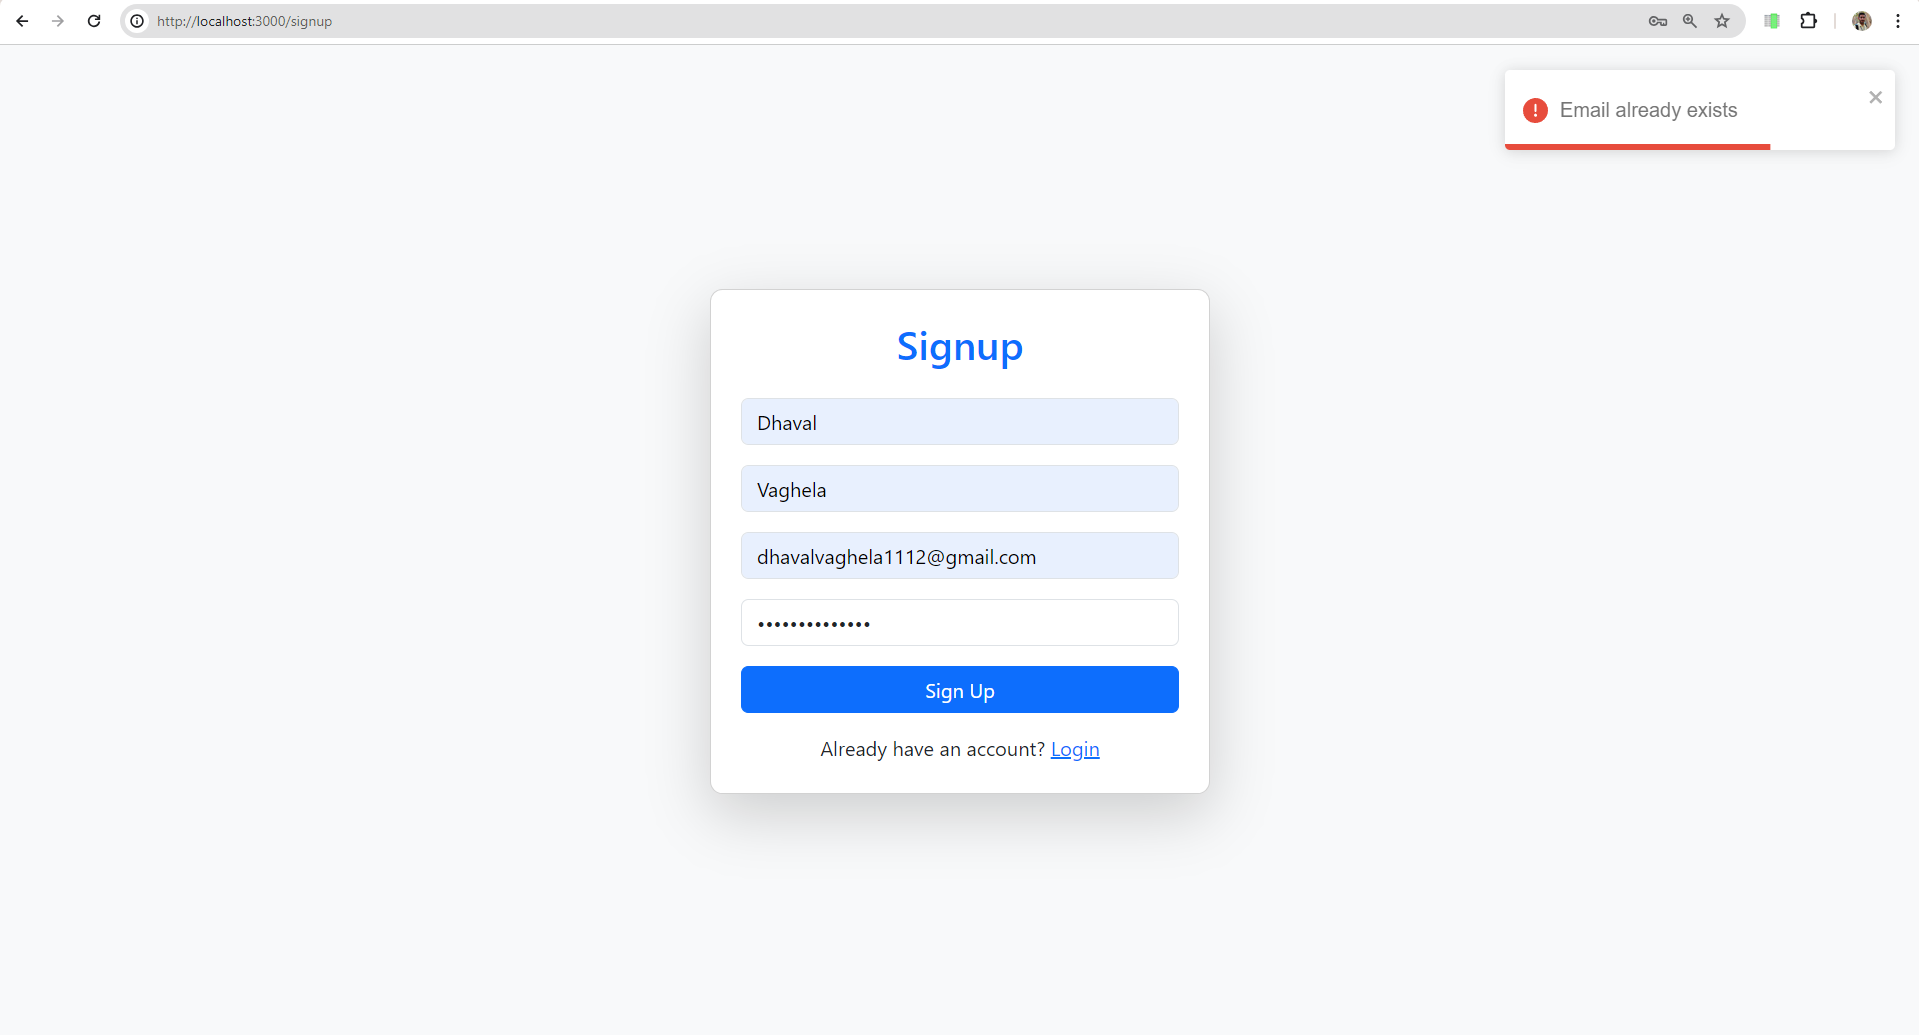 http://localhost:3000/signup
Email already exists
Signup
Dhaval
Vaghela
dhavalvaghela1112@gmail.com
••••••••••••••
Sign Up
Already have an account? Login